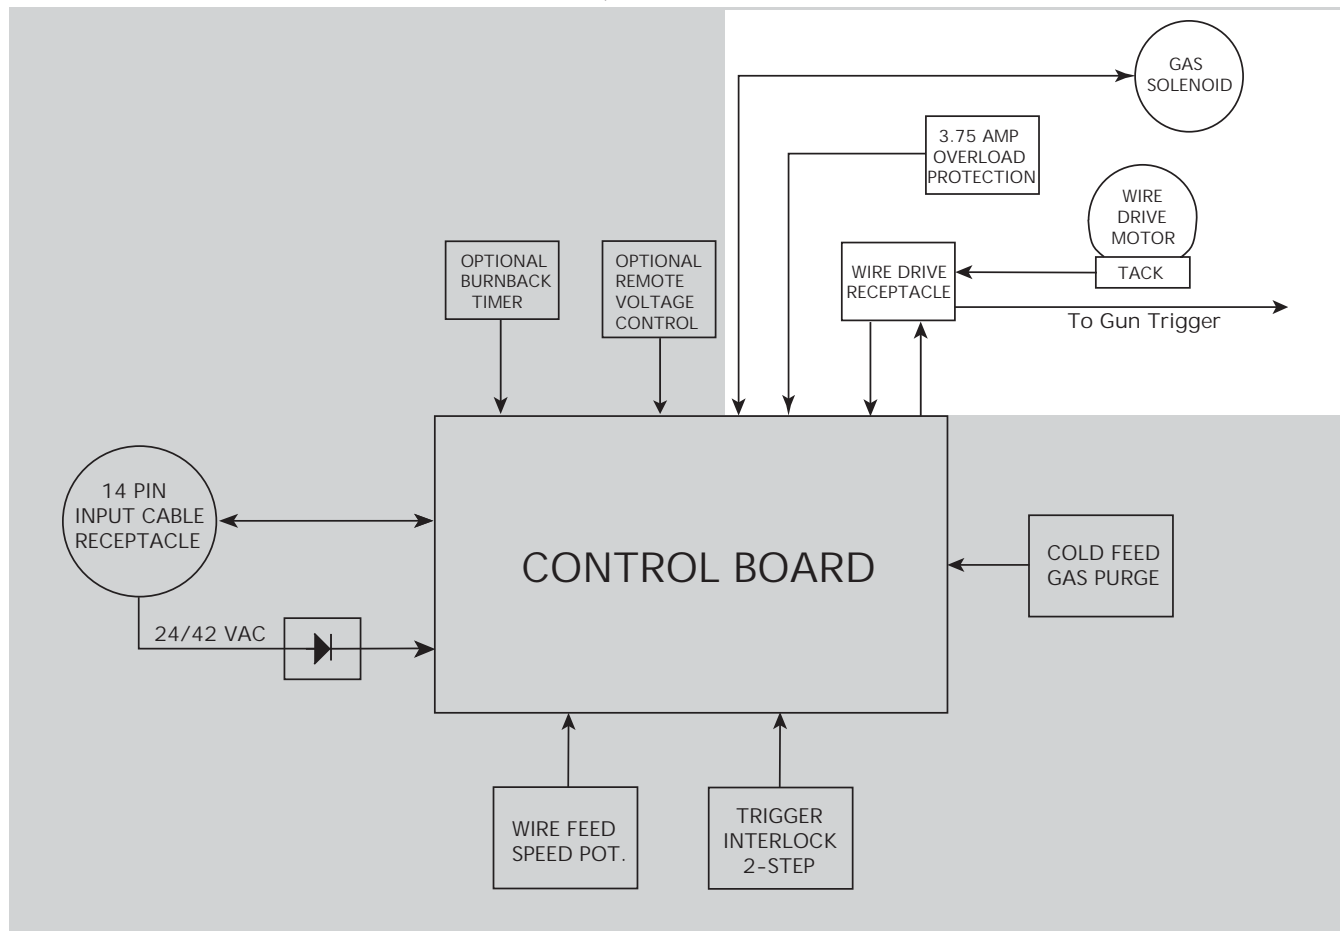 GAS
SOLENOID
3.75 AMP
OVERLOAD
PROTECTION
WIRE
DRIVE
MOTOR
TACK
WIRE DRIVE
RECEPTACLE
To Gun Trigger
OPTIONAL
BURNBACK
TIMER
OPTIONAL
REMOTE
VOLTAGE
CONTROL
14 PIN
INPUT CABLE
RECEPTACLE
24/42 VAC
CONTROL BOARD
COLD FEED
GAS PURGE
WIRE FEED
SPEED POT.
TRIGGER
INTERLOCK
2-STEP